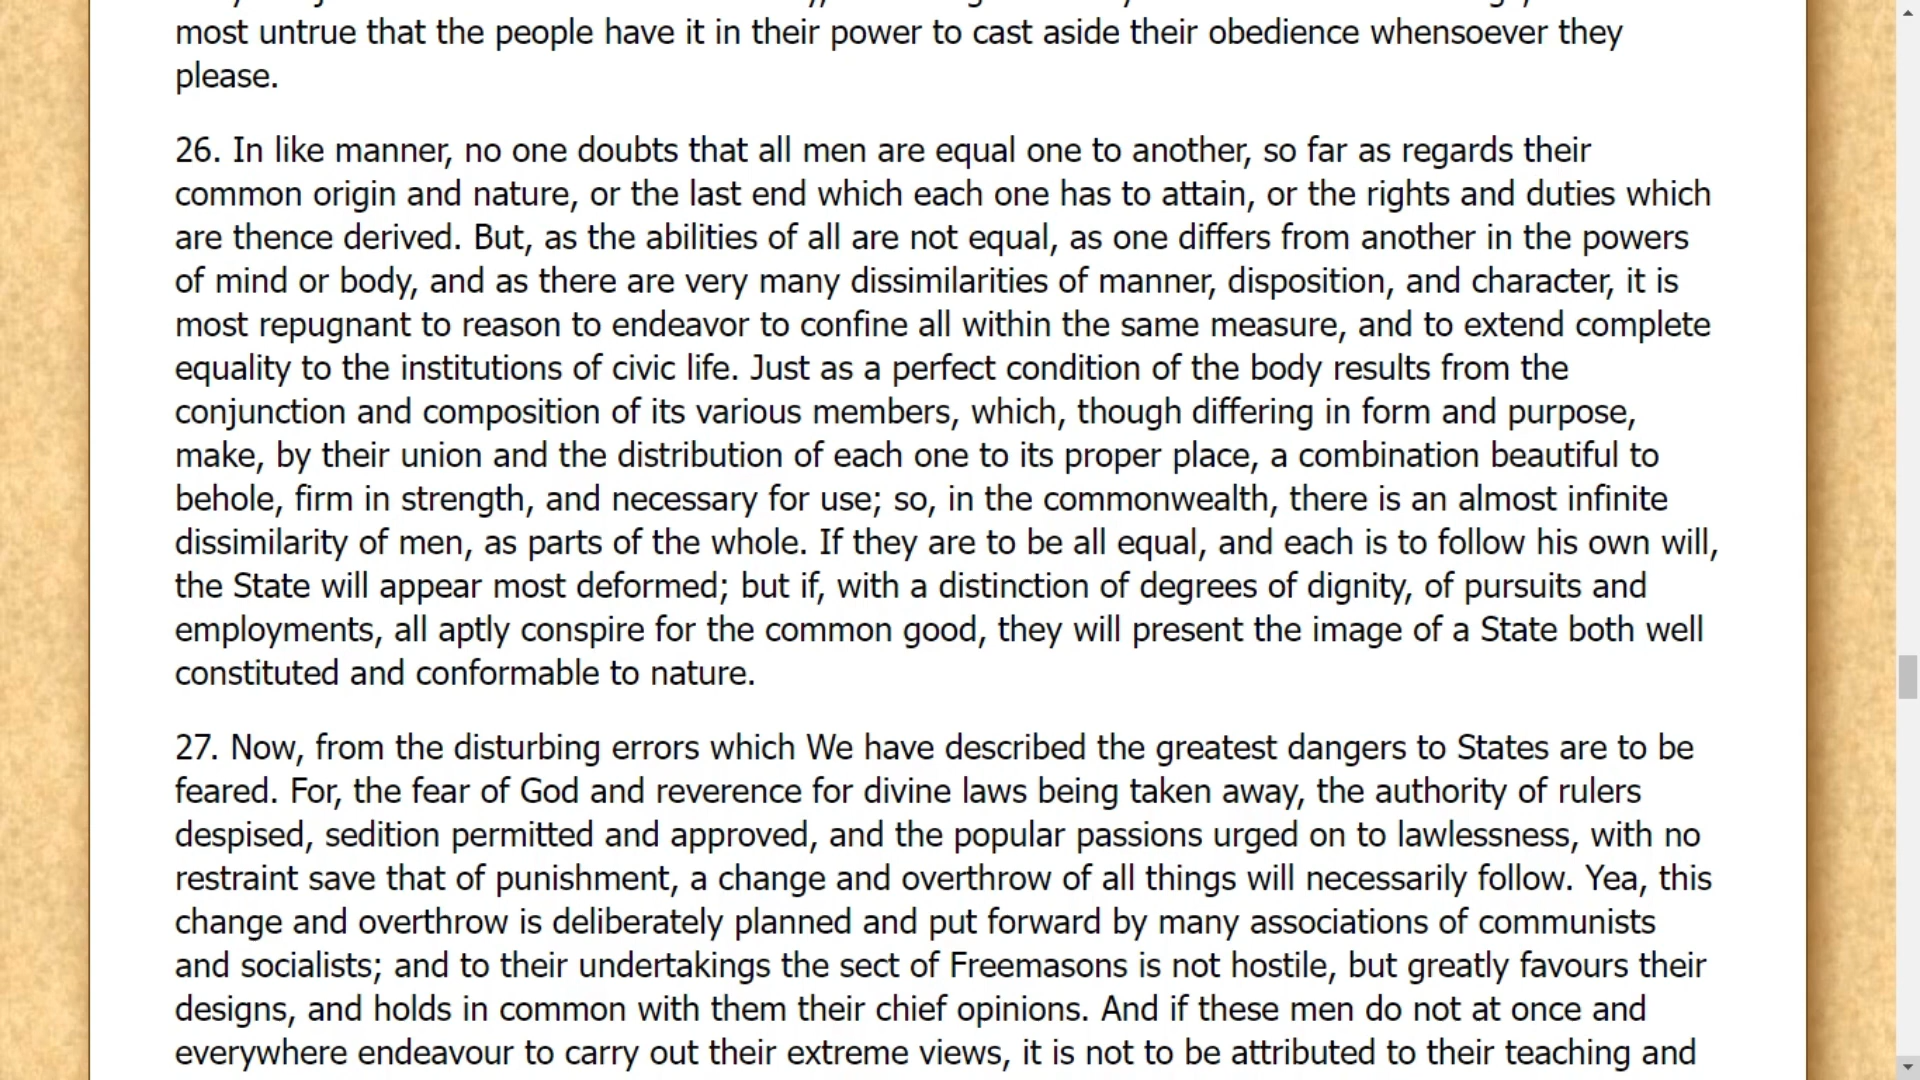 most untrue that the people have it in their power to cast aside their obedience whensoever they
please.
26. In like manner, no one doubts that all men are equal one to another, so far as regards their
common origin and nature, or the last end which each one has to attain, or the rights and duties which
are thence derived. But, as the abilities of all are not equal, as one differs from another in the powers
of mind or body, and as there are very many dissimilarities of manner, disposition, and character, it is
most repugnant to reason to endeavor to confine all within the same measure, and to extend complete
equality to the institutions of civic life. Just as a perfect condition of the body results from the
conjunction and composition of its various members, which, though differing in form and purpose,
make, by their union and the distribution of each one to its proper place, a combination beautiful to
behole, firm in strength, and necessary for use; so, in the commonwealth, there is an almost infinite
dissimilarity of men, as parts of the whole. If they are to be all equal, and each is to follow his own will,
the State will appear most deformed; but if, with a distinction of degrees of dignity, of pursuits and
employments, all aptly conspire for the common good, they will present the image of a State both well
constituted and conformable to nature.
27. Now, from the disturbing errors which We have described the greatest dangers to States are to be
feared. For, the fear of God and reverence for divine laws being taken away, the authority of rulers
despised, sedition permitted and approved, and the popular passions urged on to lawlessness, with no
restraint save that of punishment, a change and overthrow of all things will necessarily follow. Yea, this
change and overthrow is deliberately planned and put forward by many associations of communists
and socialists; and to their undertakings the sect of Freemasons is not hostile, but greatly favours their
designs, and holds in common with them their chief opinions. And if these men do not at once and
everywhere endeavour to carry out their extreme views, it is not to be attributed to their teaching and